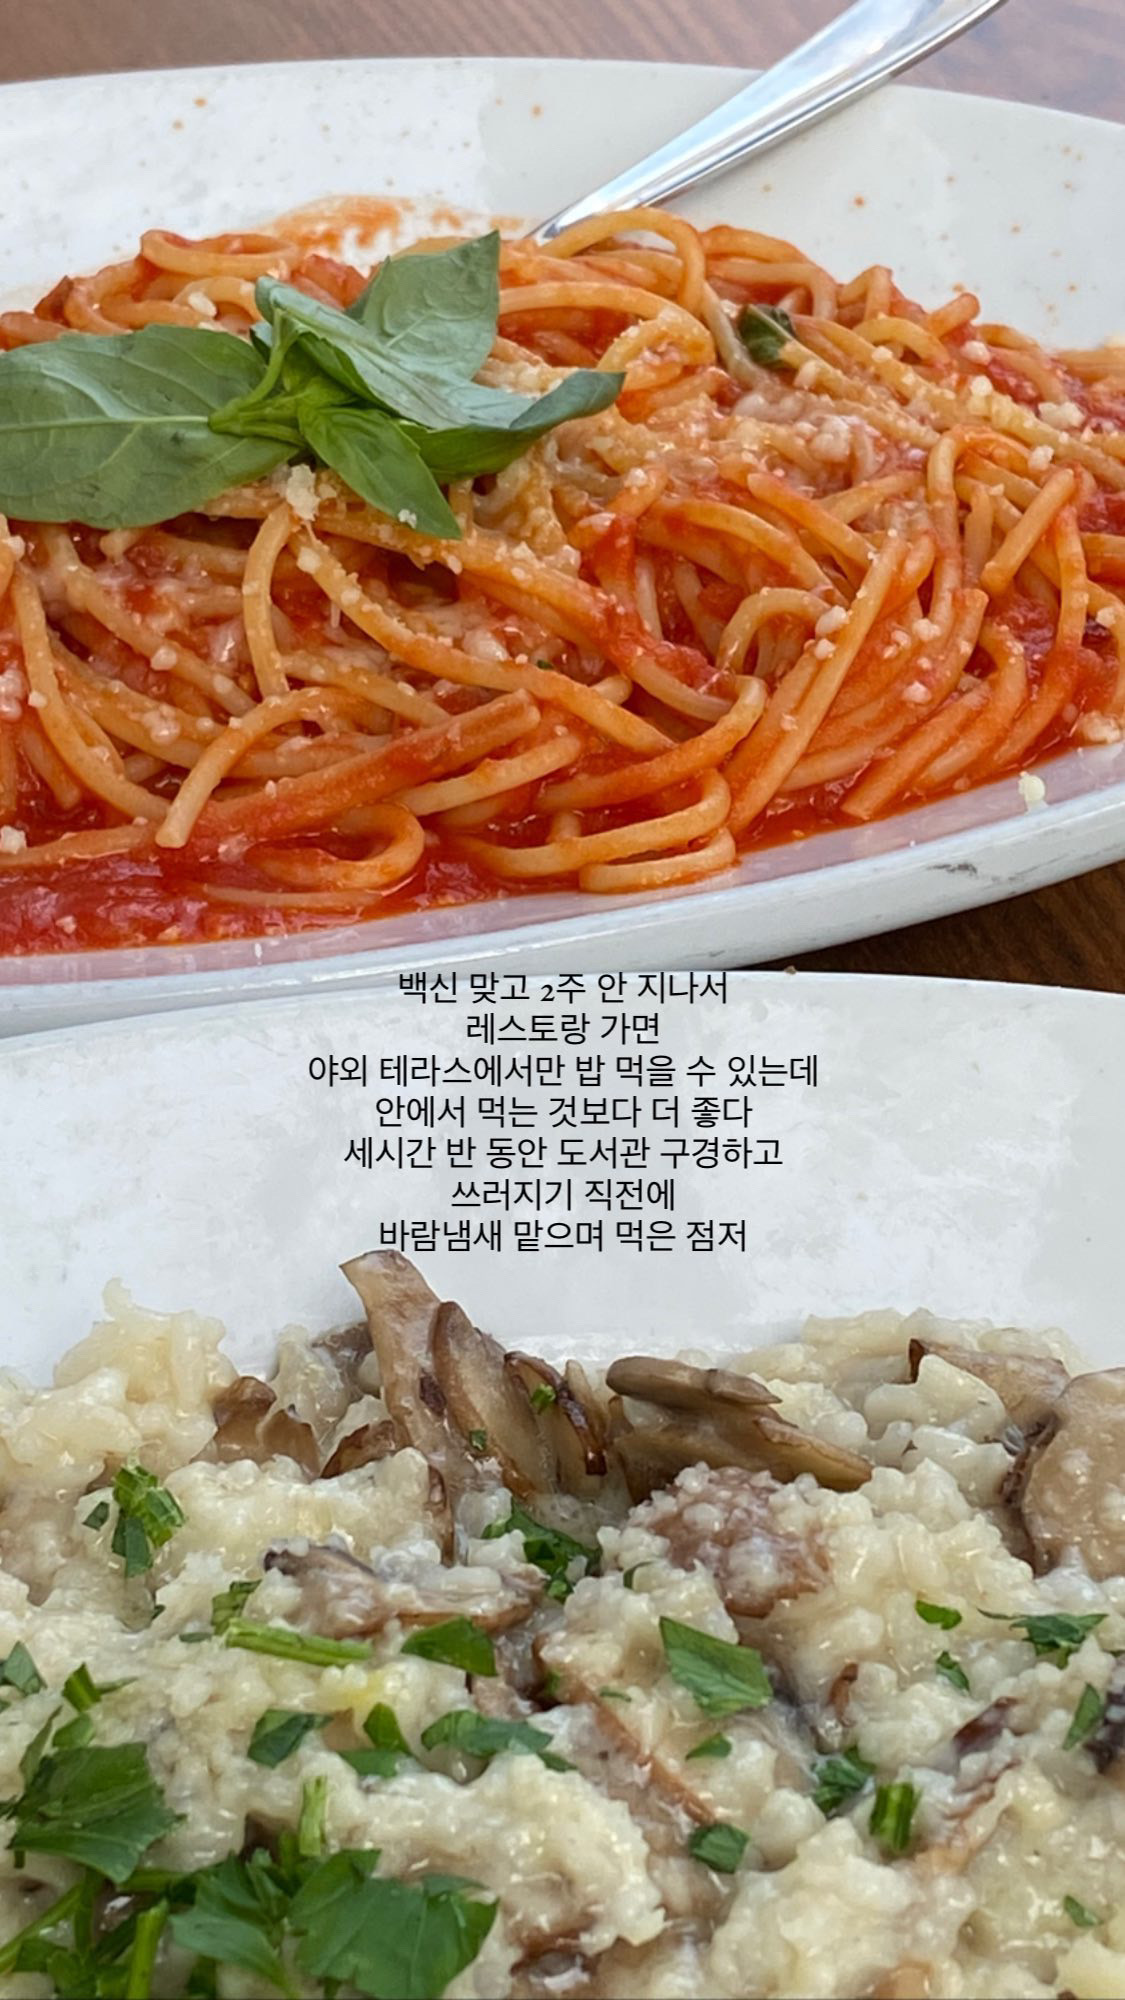 백신 맞고 2주 안 지나서
레스토랑 가면
야외 테라스에서만 밥 먹을 수 있는데
안에서 먹는 것보다 더 좋다
세시간 반 동안 도서관 구경하고
쓰러지기 직전에
바람냄새 맡으며 먹은 점저